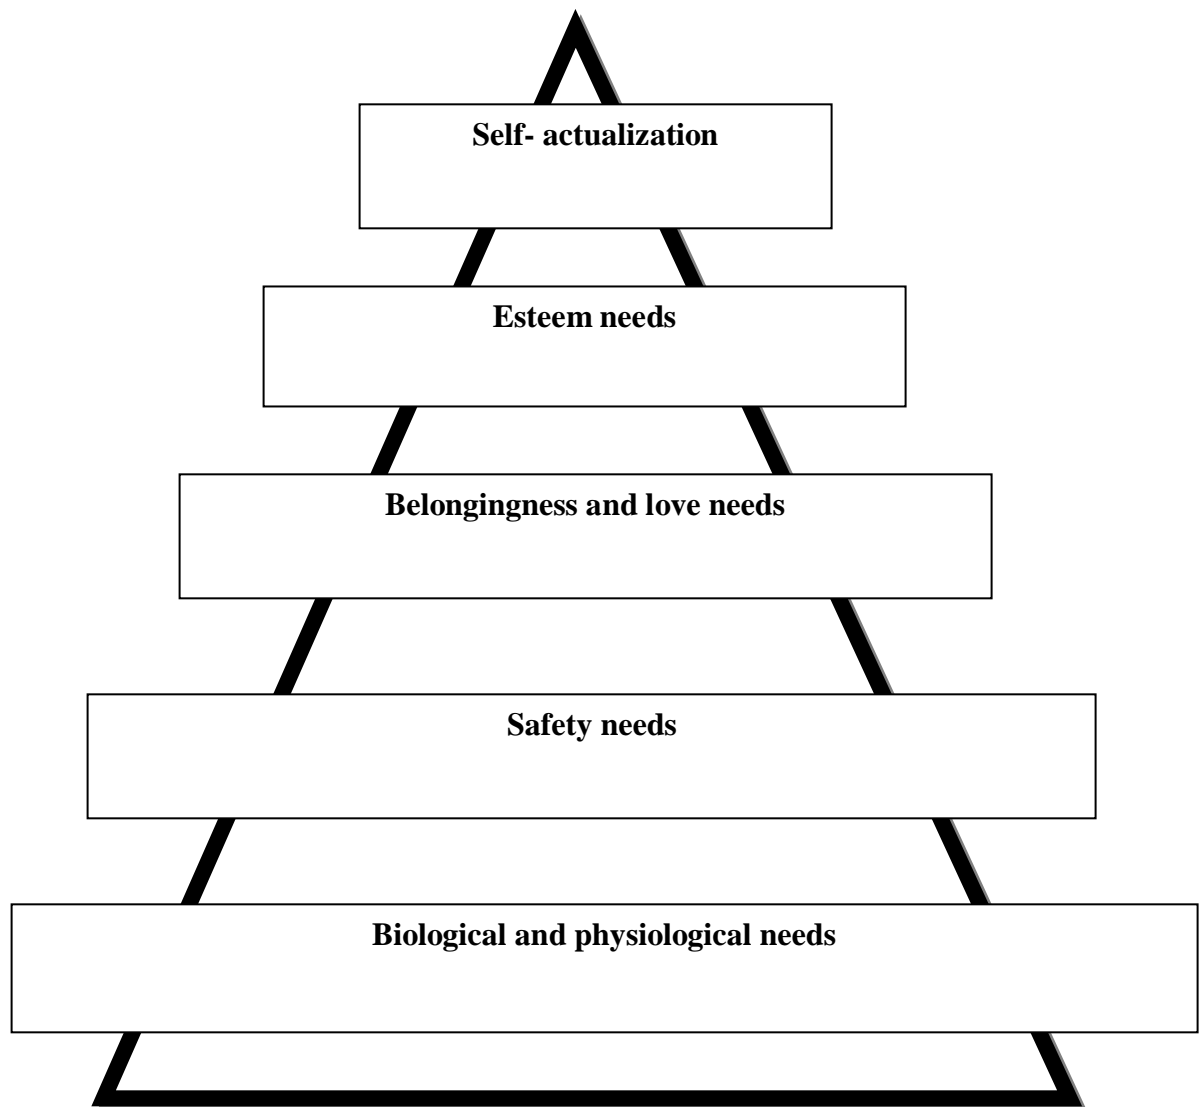 Self- actualization
Esteem needs
Belongingness and love needs
Safety needs
Biological and physiological needs